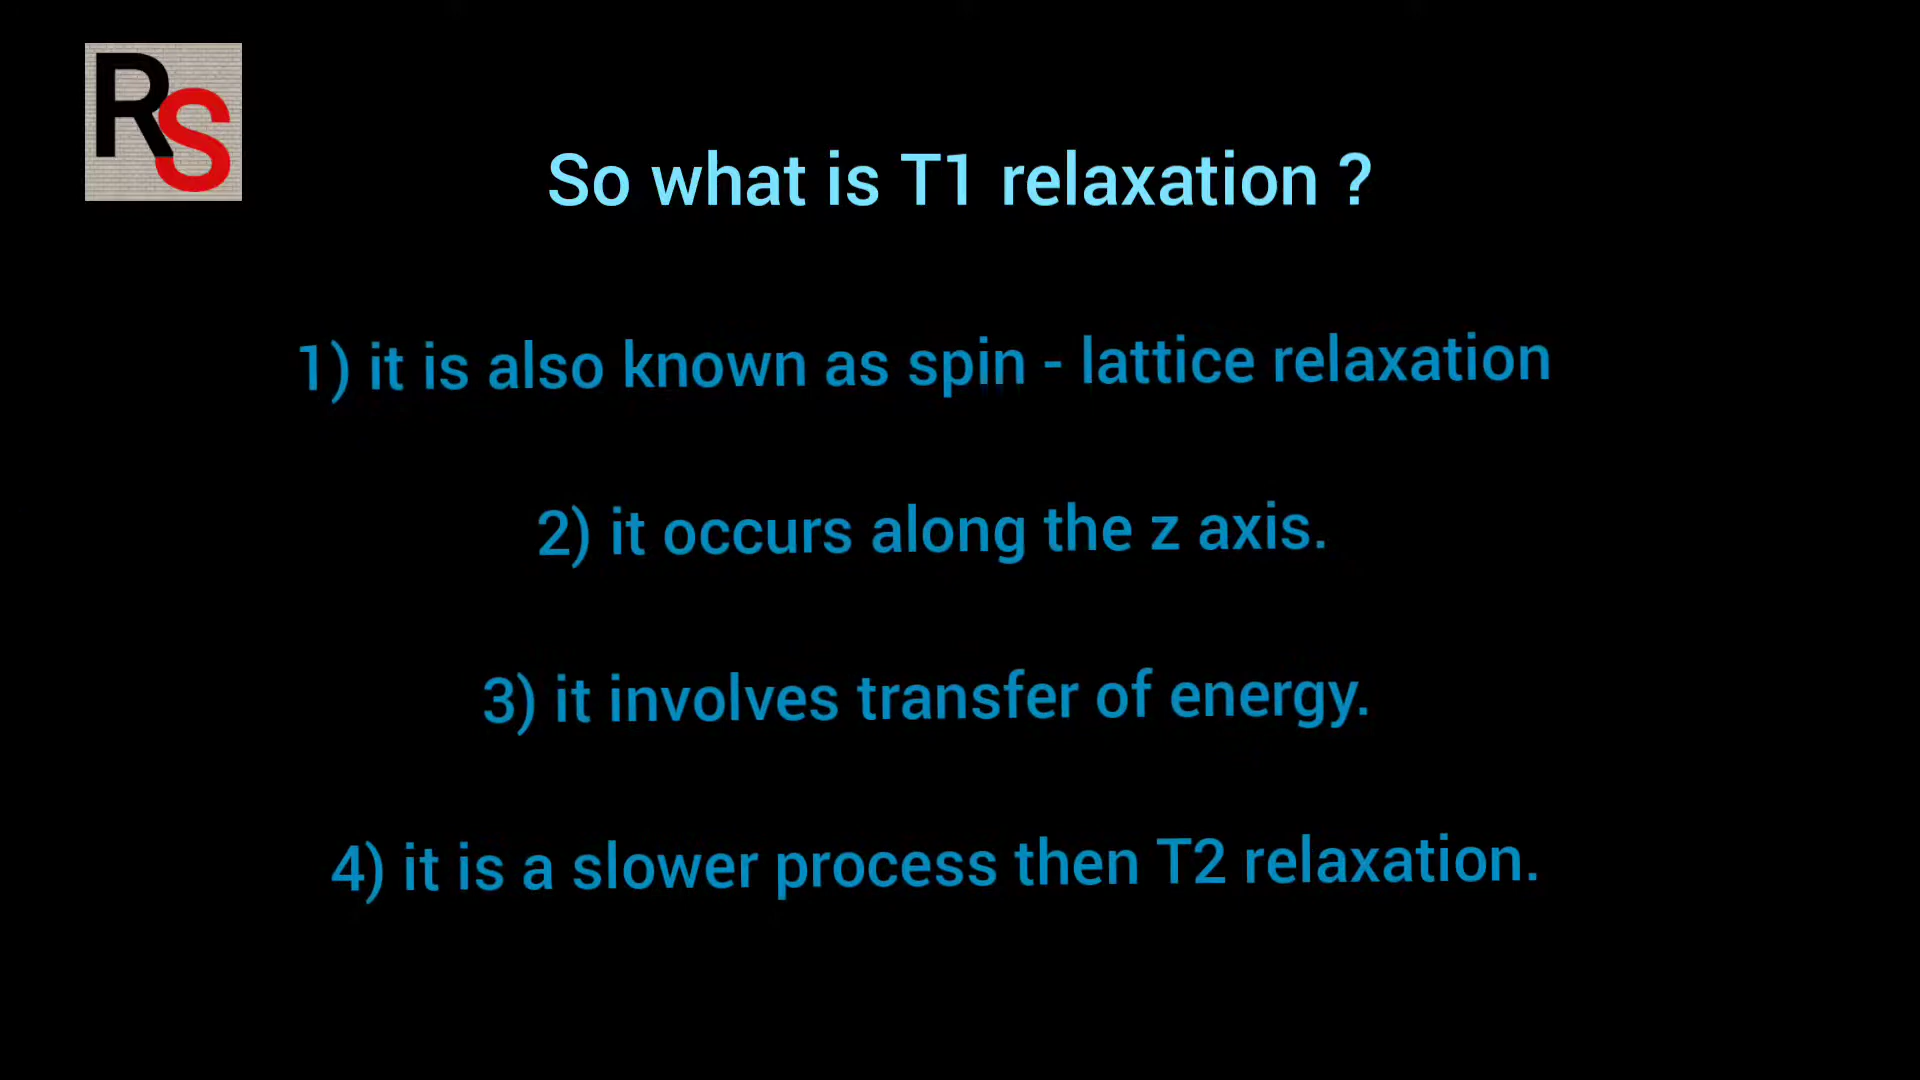 RS
So what is T1 relaxation ?
1) it is also known as spin - lattice relaxation
2) it occurs along the z axis.
3) it involves transfer of energy.
4) it is a slower process then T2 relaxation.